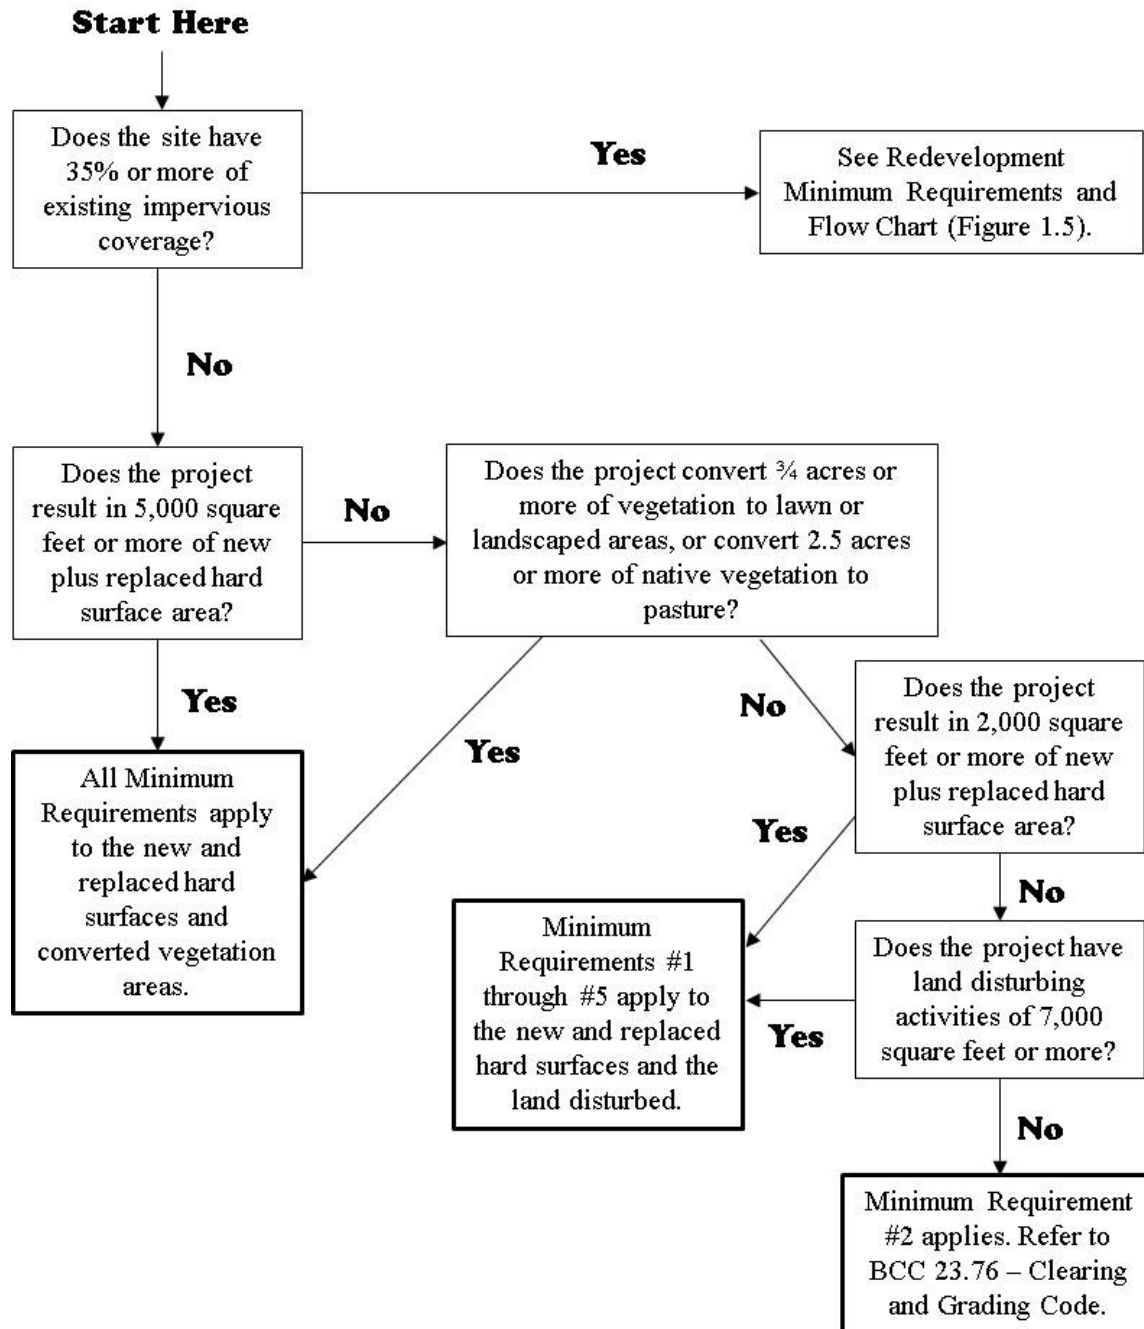 Start Here
Does the site have
35% or more of
existing impervious
coverage?
Yes
See Redevelopment
Minimum Requirements and
Flow Chart (Figure 1.5).
No
Does the project
result in 5,000 square
feet or more of new
plus replaced hard
surface area?
No
Does the project convert ¾ acres or
more of vegetation to lawn or
landscaped areas, or convert 2.5 acres
or more of native vegetation to
pasture?
Yes
All Minimum
Requirements apply
to the new and
replaced hard
surfaces and
converted vegetation
areas.
Yes
No
Does the project
result in 2,000 square
feet or more of new
plus replaced hard
surface area?
Yes
Minimum
Requirements #1
through #5 apply to
the new and replaced
hard surfaces and the
land disturbed.
No
Does the project have
land disturbing
activities of 7,000
square feet or more?
Yes
No
Minimum Requirement
#2 applies. Refer to
BCC 23.76 – Clearing
and Grading Code.